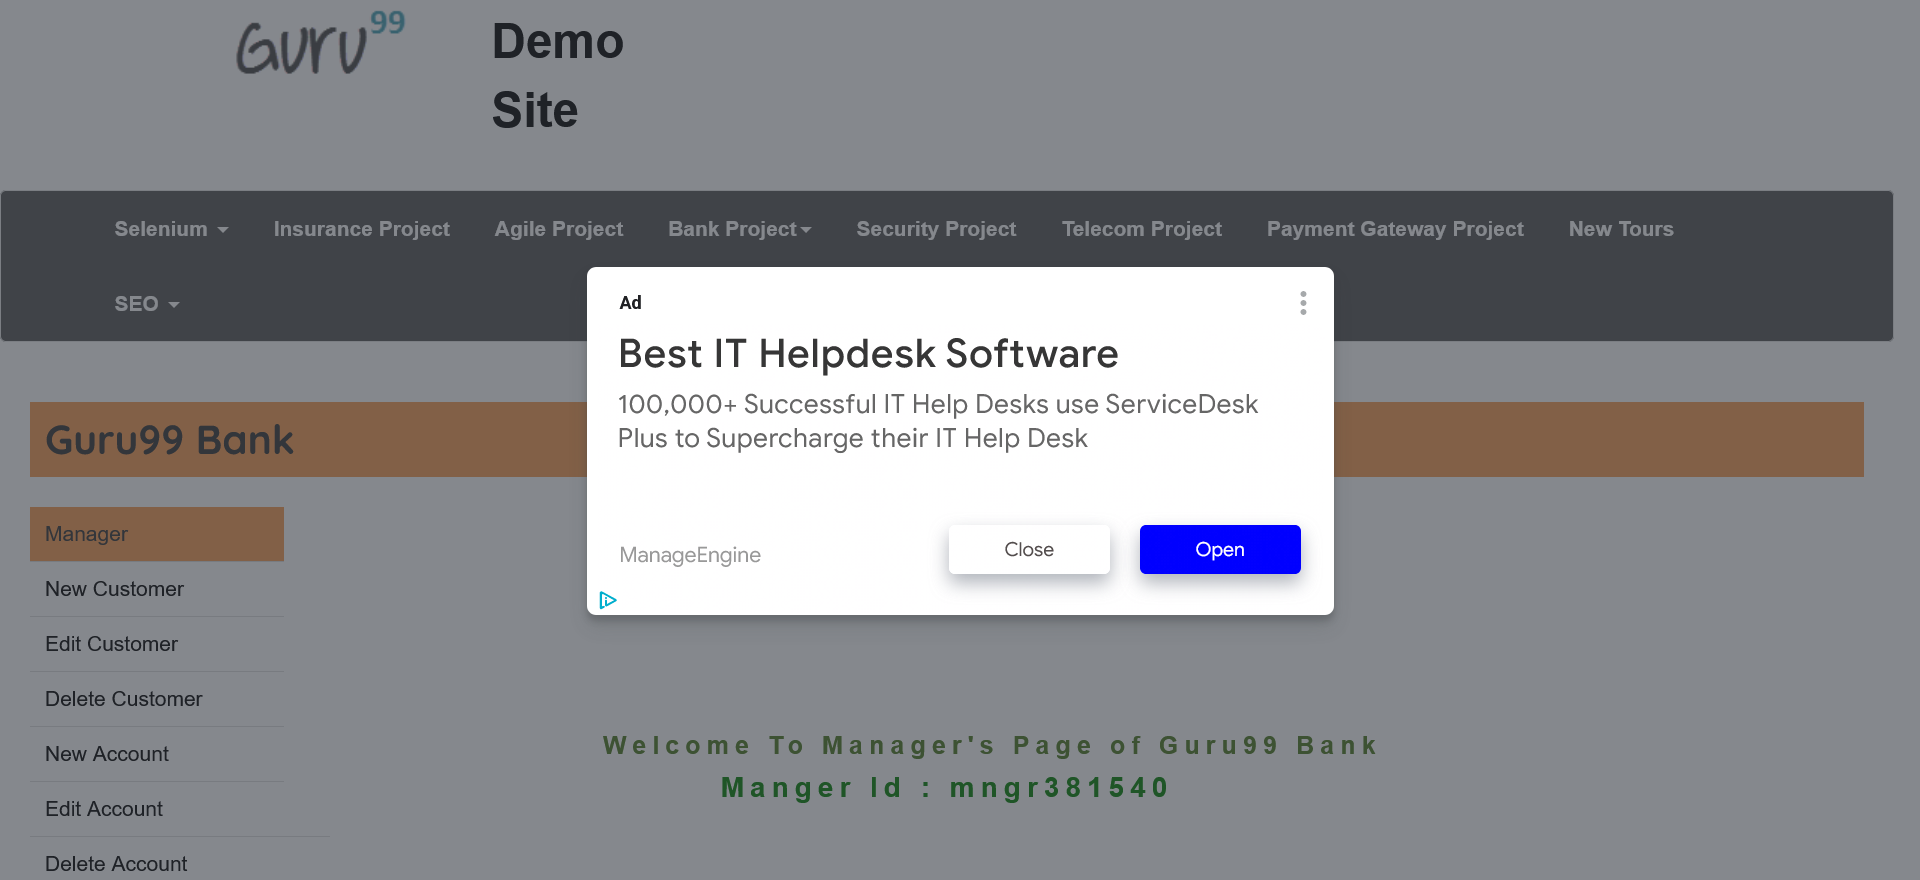 Guru99
Demo
Site
Selenium Insurance Project Agile Project Bank Project Security Project Telecom Project Payment Gateway Project New Tours
SEO
Ad
Best IT Helpdesk Software
100,000+ Successful IT Help Desks use ServiceDesk
Plus to Supercharge their IT Help Desk
ManageEngine
Close
Open
Guru99 Bank
Manager
New Customer
Edit Customer
Delete Customer
New Account
Edit Account
Delete Account
Welcome To Manager's Page of Guru99 Bank
Manger Id : mngr381540